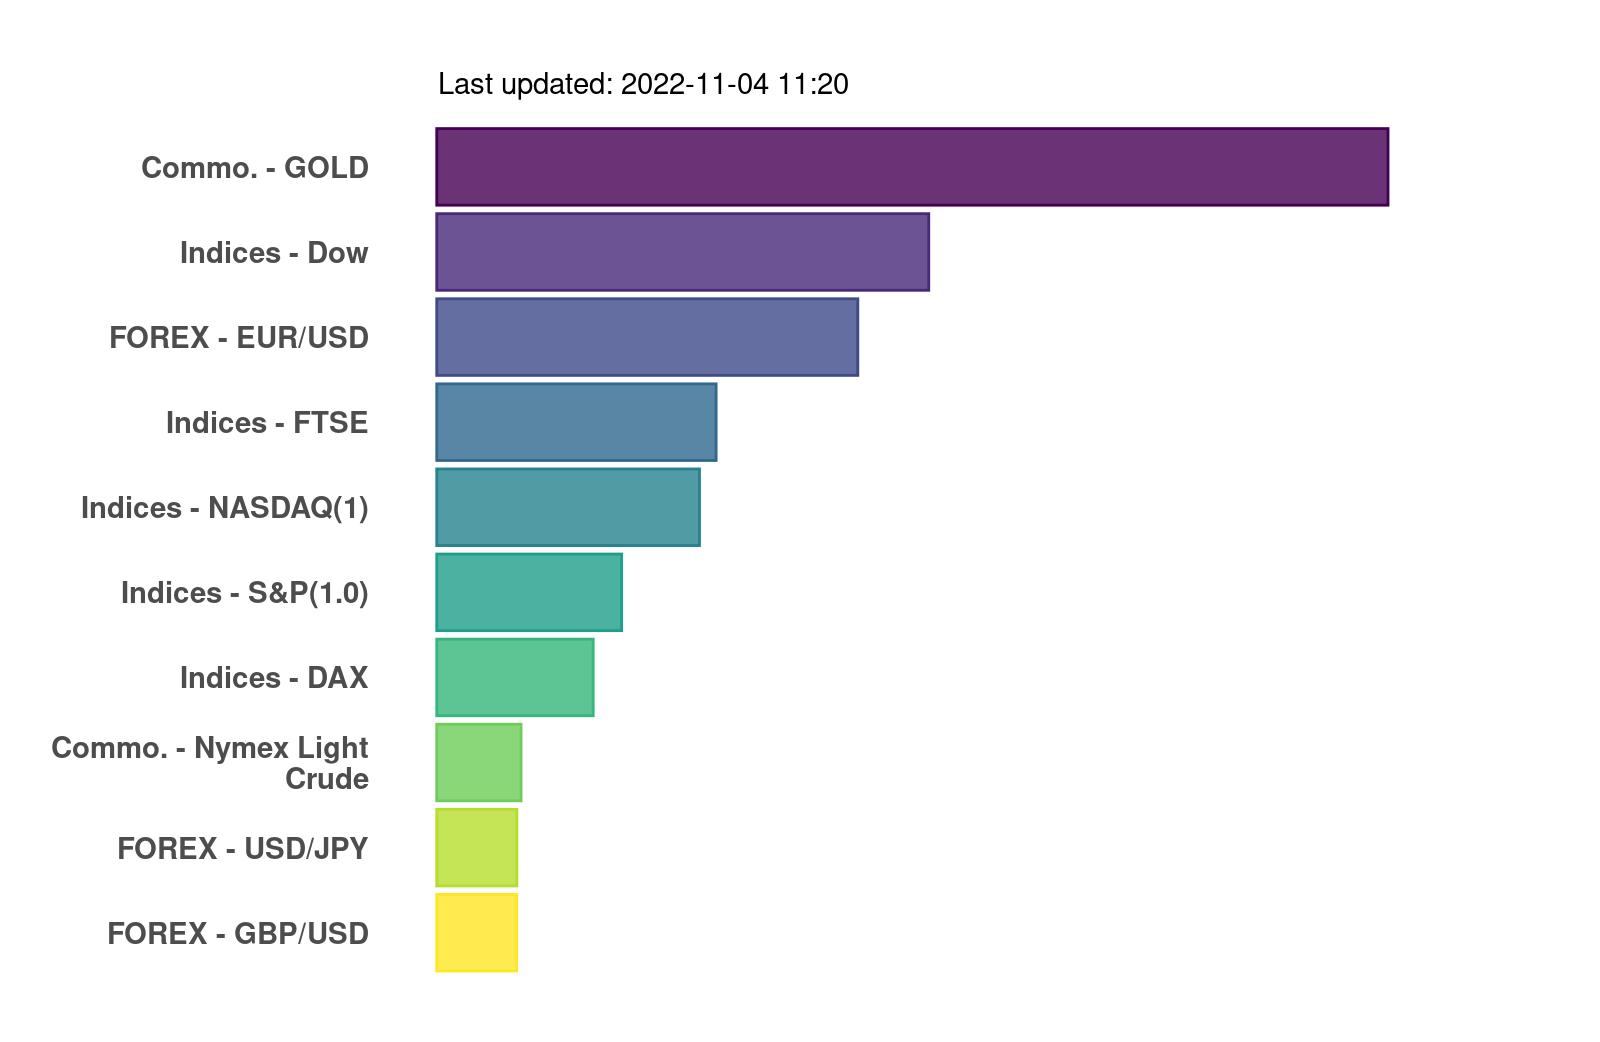 Last updated: 2022-11-04 11:20
Commo. - GOLD
Indices - Dow
FOREX - EUR/USD
Indices - FTSE
Indices - NASDAQ(1)
Indices - S&P(1.0)
Indices - DAX
Commo. - Nymex Light
Crude
FOREX - USD/JPY
FOREX - GBP/USD